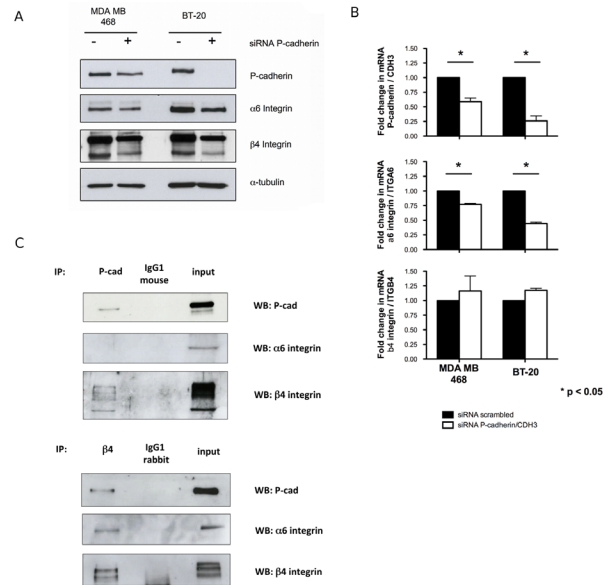 A
MDA MB
468
BT-20
- + - +
siRNA P-cadherin
P-cadherin
α6 Integrin
β4 Integrin
α-tubulin
B
Fold change in mRNA
P-cadherin / CDH3
1.50
1.25
1.00
0.75
0.50
0.25
0.00
* *
Fold change in mRNA
a6 integrin / ITGA6
1.50
1.25
1.00
0.75
0.50
0.25
0.00
* *
Fold change in mRNA
b4 integrin / ITGB4
1.50
1.25
1.00
0.75
0.50
0.25
0.00
MDA MB
468
BT-20
* p < 0.05
siRNA scrambled
siRNA P-cadherin/CDH3
C
IP: P-cad IgG1 mouse input
WB: P-cad
WB: α6 integrin
WB: β4 integrin
IP: β4 IgG1 rabbit input
WB: P-cad
WB: α6 integrin
WB: β4 integrin